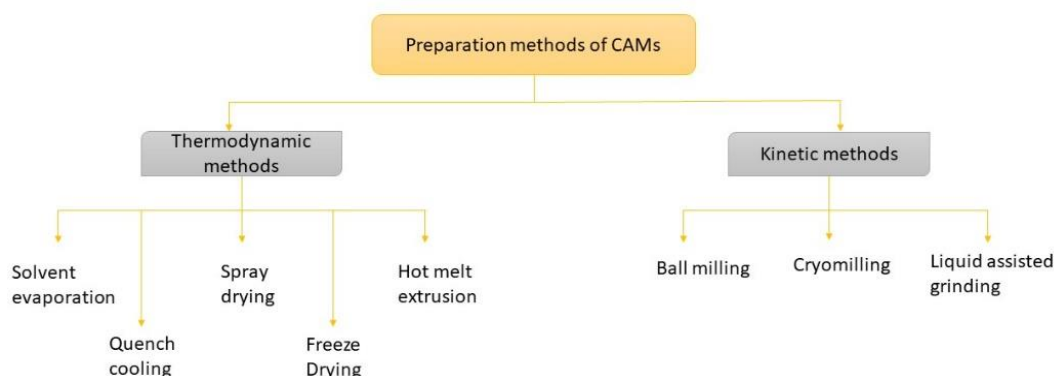 Preparation methods of CAMs
Thermodynamic
methods
Kinetic methods
Solvent
evaporation
Quench
cooling
Spray
drying
Freeze
Drying
Hot melt
extrusion
Ball milling
Cryomilling
Liquid assisted
grinding